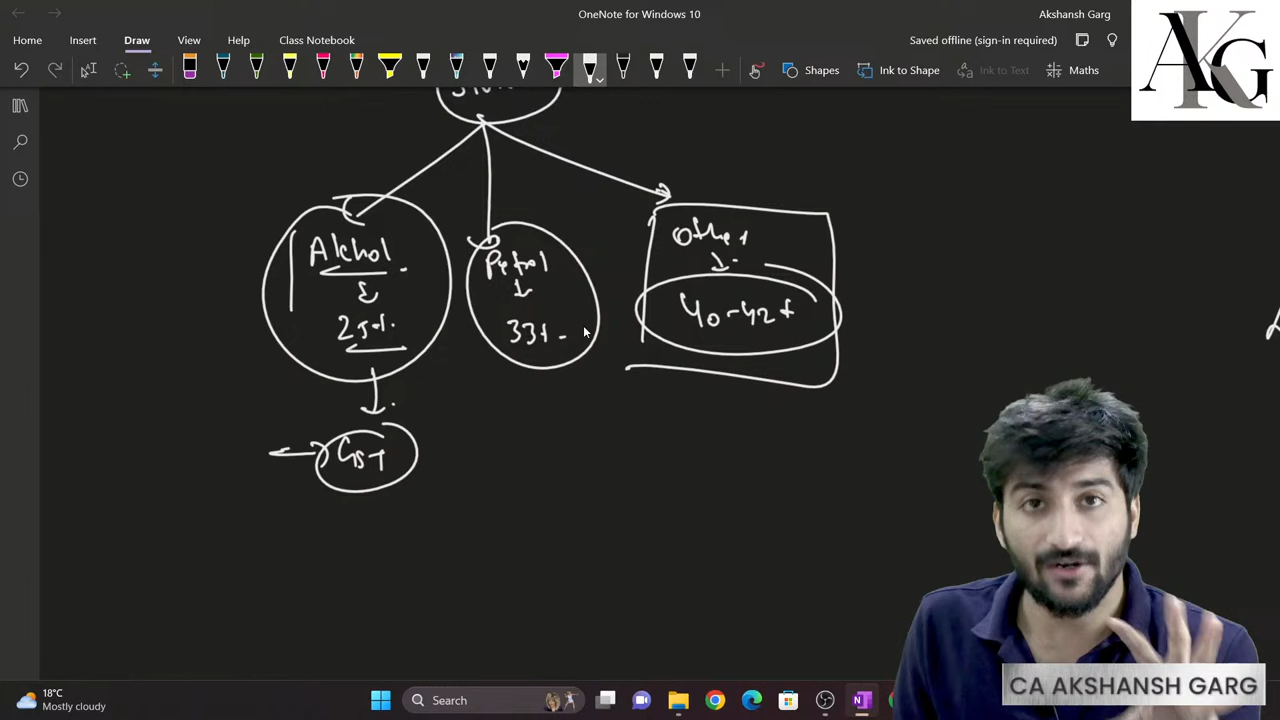 OneNote for Windows 10
Akshansh Garg
Home Insert Draw View Help Class Notebook
Saved offline (sign-in required)
Shapes
Ink to Shape
Ink to Text
Maths
AKG
Alchol
Petrol
Other
25%.
33%
40-42%
GST
CA AKSHANSH GARG
18°C
Mostly cloudy
Search